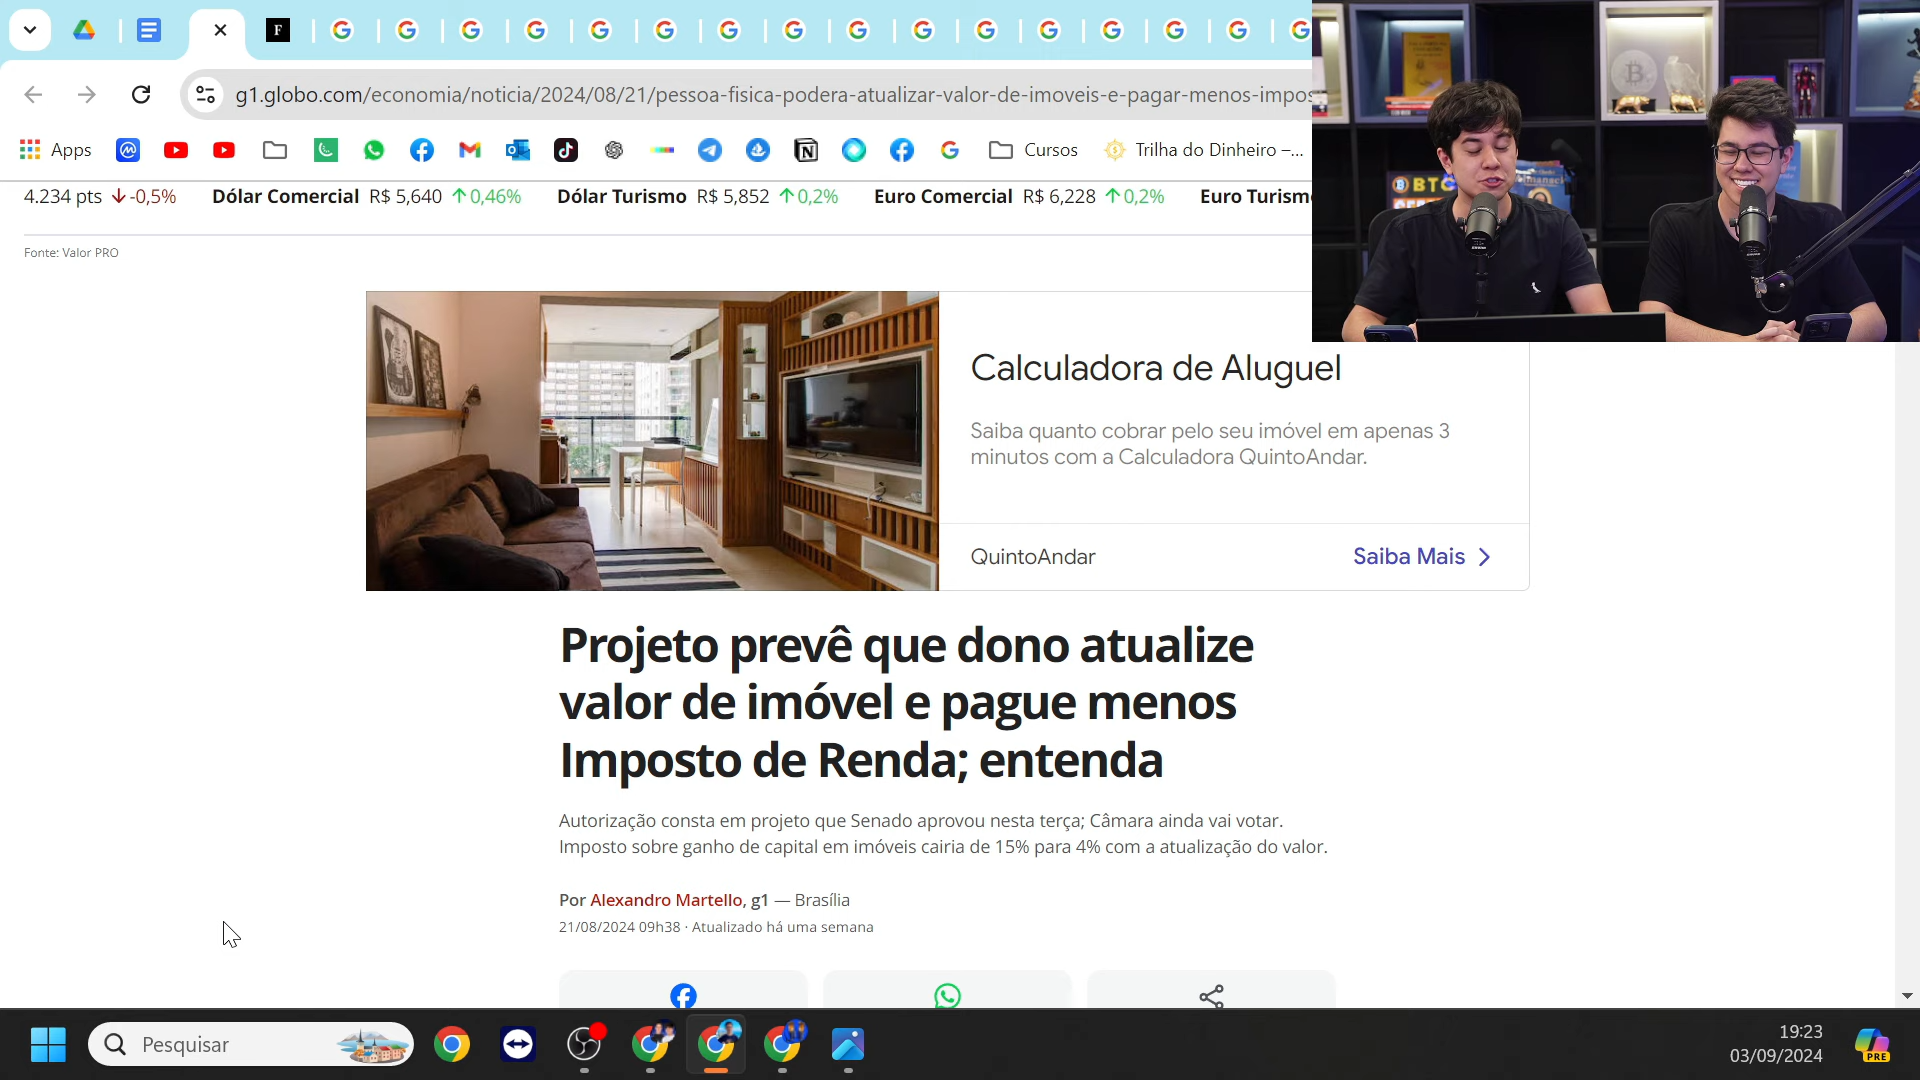 F
g1.globo.com/economia/noticia/2024/08/21/pessoa-fisica-podera-atualizar-valor-de-imoveis-e-pagar-menos-impos
Apps
Cursos
Trilha do Dinheiro –...
4.234 pts -0,5% Dólar Comercial R$ 5,640 0,46% Dólar Turismo R$ 5,852 0,2% Euro Comercial R$ 6,228 0,2% Euro Turism
Fonte: Valor PRO
BTC
Calculadora de Aluguel
Saiba quanto cobrar pelo seu imóvel em apenas 3
minutos com a Calculadora QuintoAndar.
QuintoAndar
Saiba Mais
Projeto prevê que dono atualize
valor de imóvel e pague menos
Imposto de Renda; entenda
Autorização consta em projeto que Senado aprovou nesta terça; Câmara ainda vai votar.
Imposto sobre ganho de capital em imóveis cairia de 15% para 4% com a atualização do valor.
Por Alexandro Martello, g1 — Brasília
21/08/2024 09h38 · Atualizado há uma semana
Pesquisar
19:23
03/09/2024
PRE